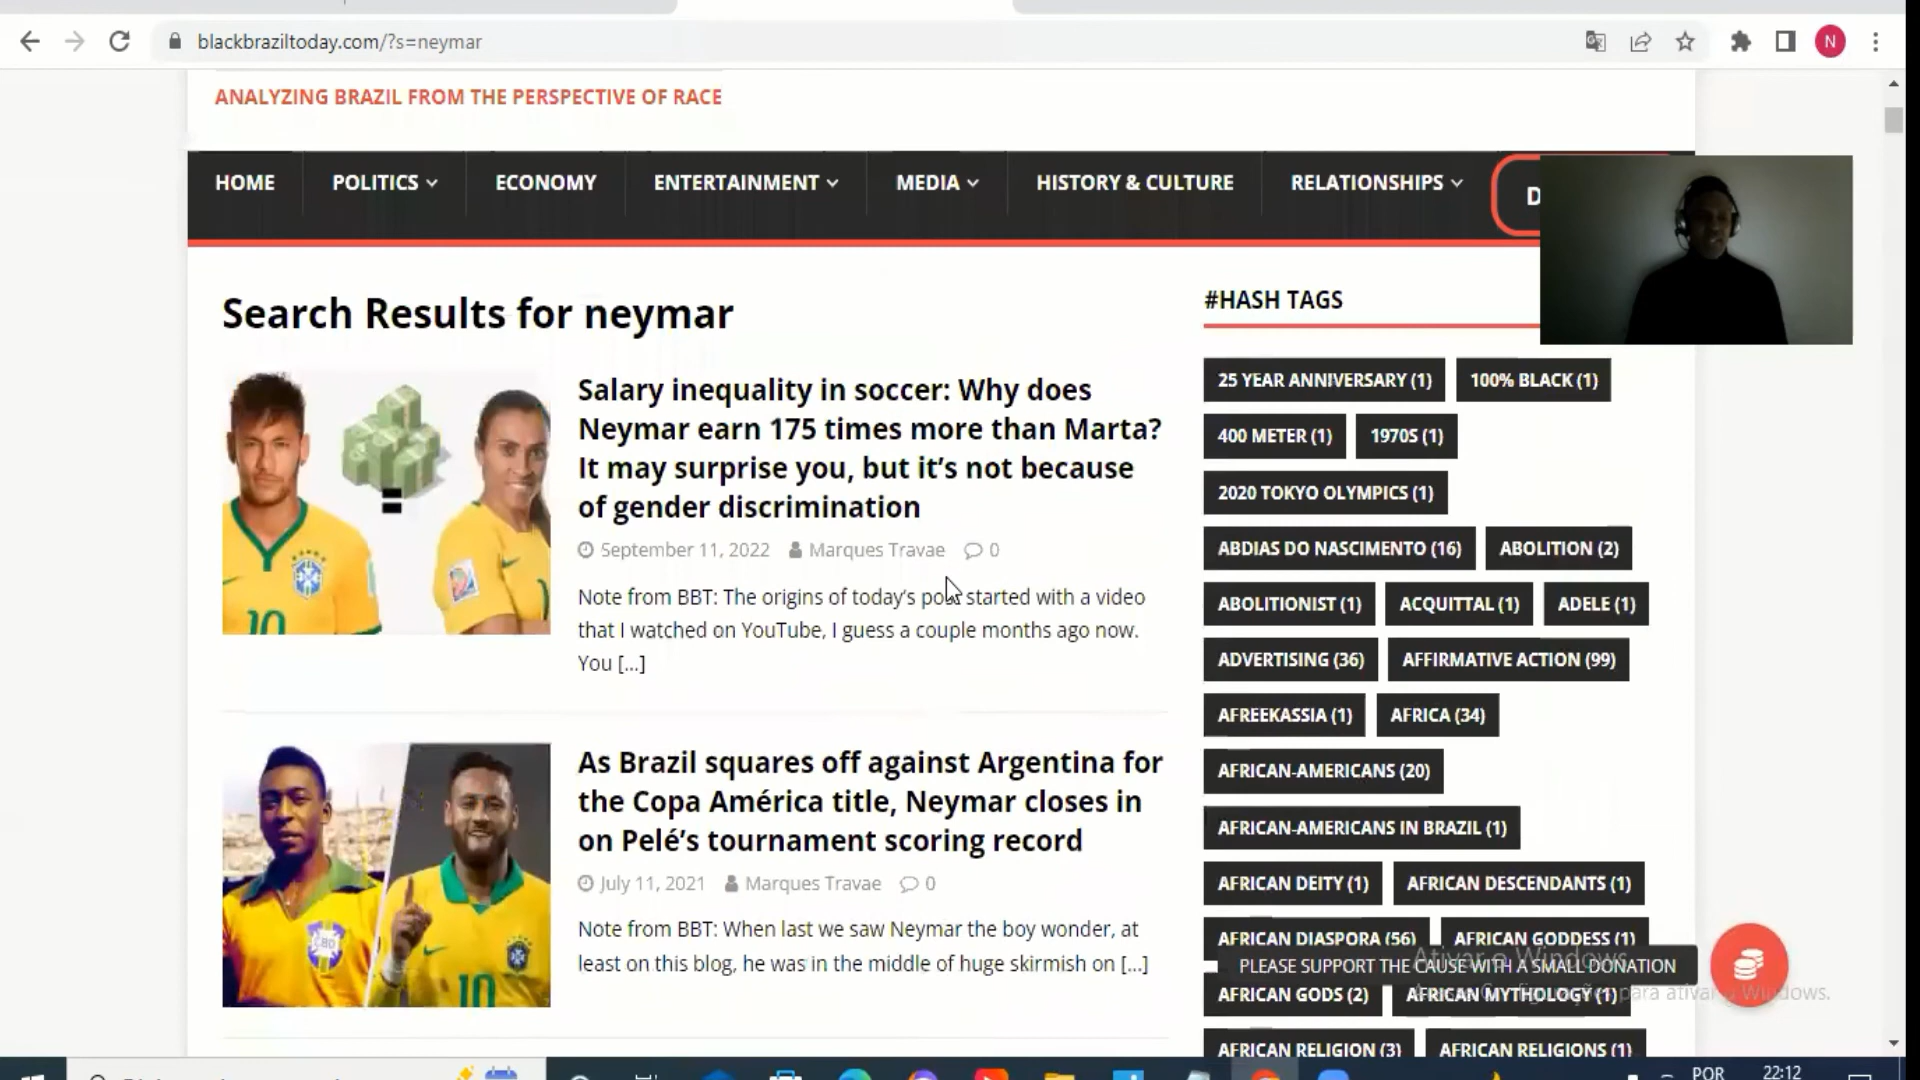 blackbraziltoday.com/?s=neymar
N
ANALYZING BRAZIL FROM THE PERSPECTIVE OF RACE
HOME POLITICS ECONOMY ENTERTAINMENT MEDIA HISTORY & CULTURE RELATIONSHIPS D
Search Results for neymar
Salary inequality in soccer: Why does
Neymar earn 175 times more than Marta?
It may surprise you, but it's not because
of gender discrimination
September 11, 2022 Marques Travae 0
Note from BBT: The origins of today's post started with a video
that I watched on YouTube, I guess a couple months ago now.
You [...]
10
As Brazil squares off against Argentina for
the Copa América title, Neymar closes in
on Pelé's tournament scoring record
July 11, 2021 Marques Travae 0
Note from BBT: When last we saw Neymar the boy wonder, at
least on this blog, he was in the middle of huge skirmish on [...]
CBD
10
#HASH TAGS
25 YEAR ANNIVERSARY (1) 100% BLACK (1)
400 METER (1) 1970S (1)
2020 TOKYO OLYMPICS (1)
ABDIAS DO NASCIMENTO (16) ABOLITION (2)
ABOLITIONIST (1) ACQUITTAL (1) ADELE (1)
ADVERTISING (36) AFFIRMATIVE ACTION (99)
AFREEKASSIA (1) AFRICA (34)
AFRICAN-AMERICANS (20)
AFRICAN-AMERICANS IN BRAZIL (1)
AFRICAN DEITY (1) AFRICAN DESCENDANTS (1)
AFRICAN DIASPORA (56) AFRICAN GODDESS (1)
Ativar o Windows
PLEASE SUPPORT THE CAUSE WITH A SMALL DONATION
AFRICAN GODS (2) AFRICAN MYTHOLOGY (1)
para ativar o Windows.
AFRICAN RELIGION (3) AFRICAN RELIGIONS (1)
POR 22:12